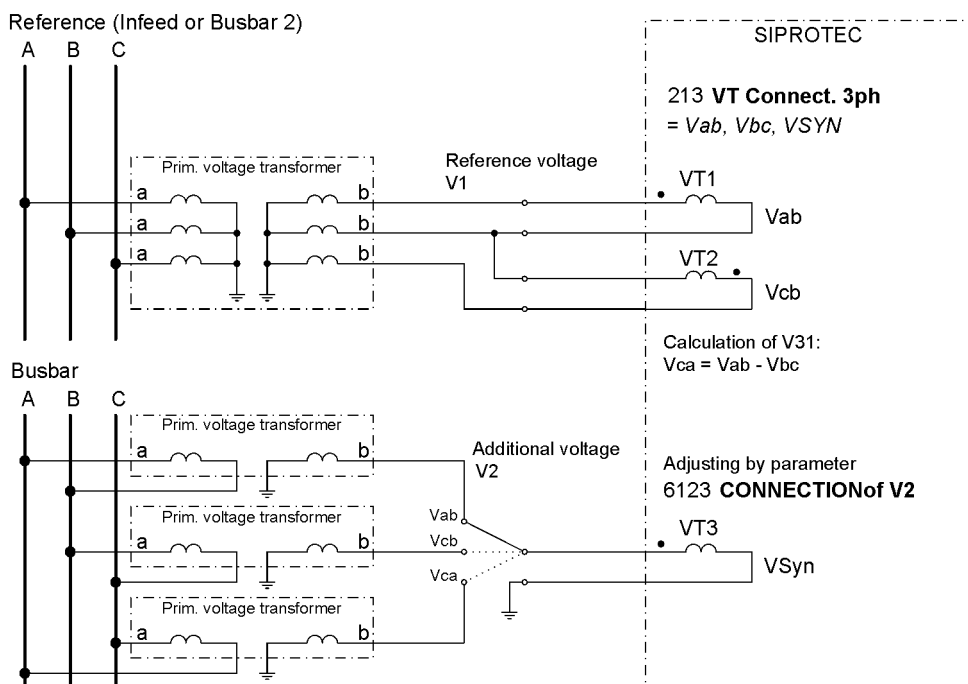 Reference (Infeed or Busbar 2)
A B C
SIPROTEC
213 VT Connect. 3ph
= Vab, Vbc, VSYN
Prim. voltage transformer
Reference voltage
V1
a b
a b
a b
VT1
Vab
VT2
Vcb
Calculation of V31:
Vca = Vab - Vbc
Busbar
A B C
Prim. voltage transformer
a b
Additional voltage
V2
Adjusting by parameter
6123 CONNECTIONof V2
Vab
Prim. voltage transformer
a b
Vcb
VT3
VSyn
Vca
Prim. voltage transformer
a b